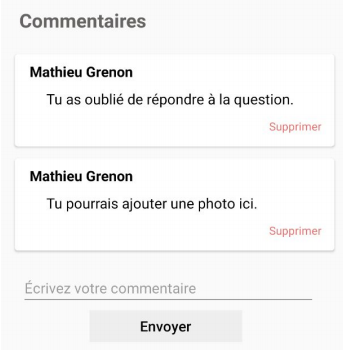 Commentaires
Mathieu Grenon
Tu as oublié de répondre à la question.
Supprimer
Mathieu Grenon
Tu pourrais ajouter une photo ici.
Supprimer
Écrivez votre commentaire
Envoyer